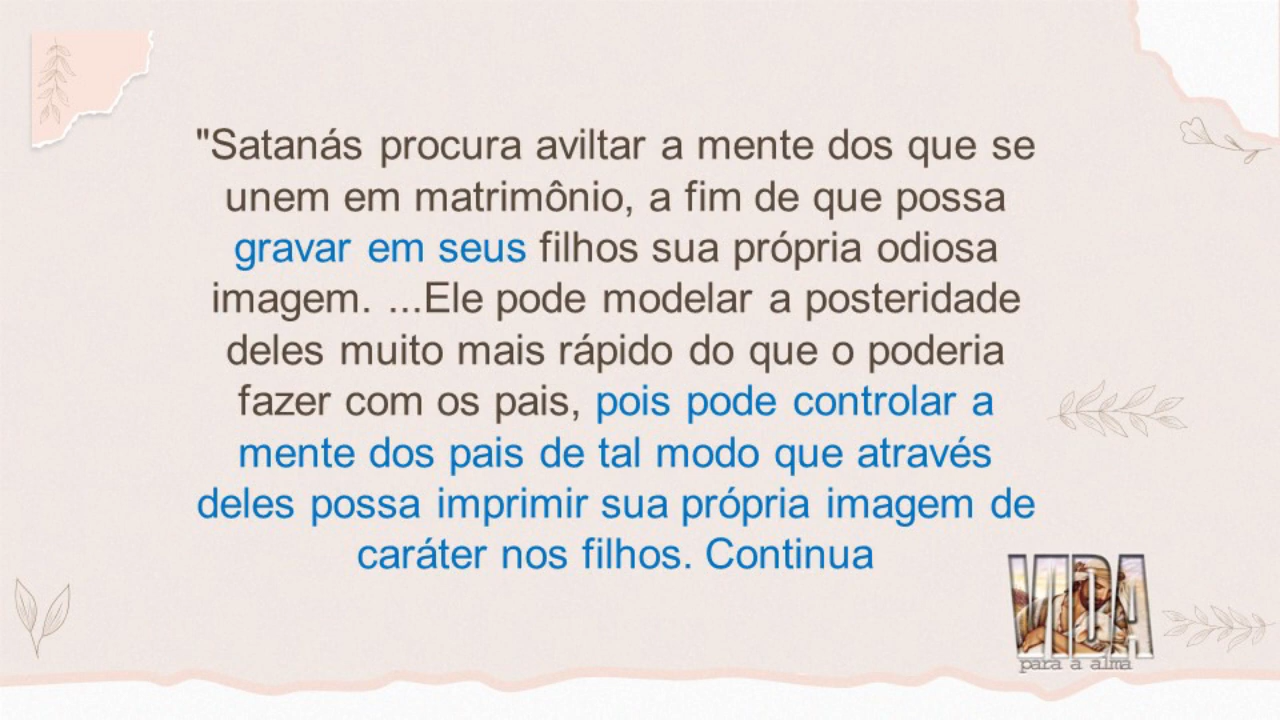 "Satanás procura aviltar a mente dos que se
unem em matrimônio, a fim de que possa
gravar em seus filhos sua própria odiosa
imagem. ...Ele pode modelar a posteridade
deles muito mais rápido do que o poderia
fazer com os pais, pois pode controlar a
mente dos pais de tal modo que através
deles possa imprimir sua própria imagem de
caráter nos filhos. Continua
VIDA
para a alma